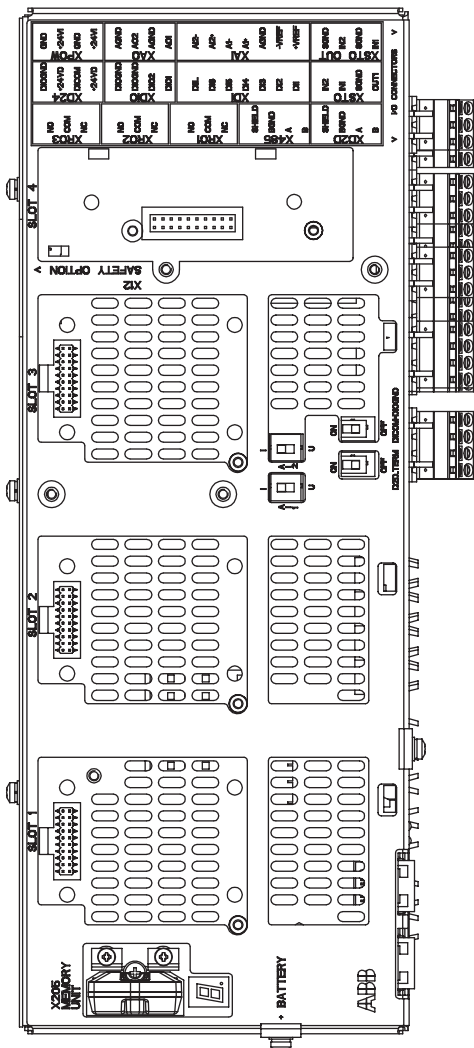 XPOW
GND
+24VI
GND
+24VI
XAO
AGND
AO2
AGND
AO1
XAI
AI2-
AI2+
AI1-
AI1+
AGND
-VREF
+VREF
XSTO OUT
SGND
IN2
SGND
IN1
XD24
DIOGND
+24VD
DICOM
+24VD
XDIO
DIOGND
DIOGND
DIO2
DIO1
XDI
DIIL
DI6
DI5
DI4
DI3
DI2
DI1
XSTO
IN2
IN1
SGND
OUT1
XRO3
NO
COM
NC
XRO2
NO
COM
NC
XRO1
NO
COM
NC
X485
SHIELD
BGND
A
B
XD2D
SHIELD
BGND
A
B
I/O CONNECTORS
SLOT 4
SAFETY OPTION
X12
SLOT 3
AI2
I
U
AI1
I
U
ON
OFF
DICOM=DIOGND
ON
OFF
D2D.TERM
SLOT 2
SLOT 1
X205
MEMORY
UNIT
+ BATTERY
ABB